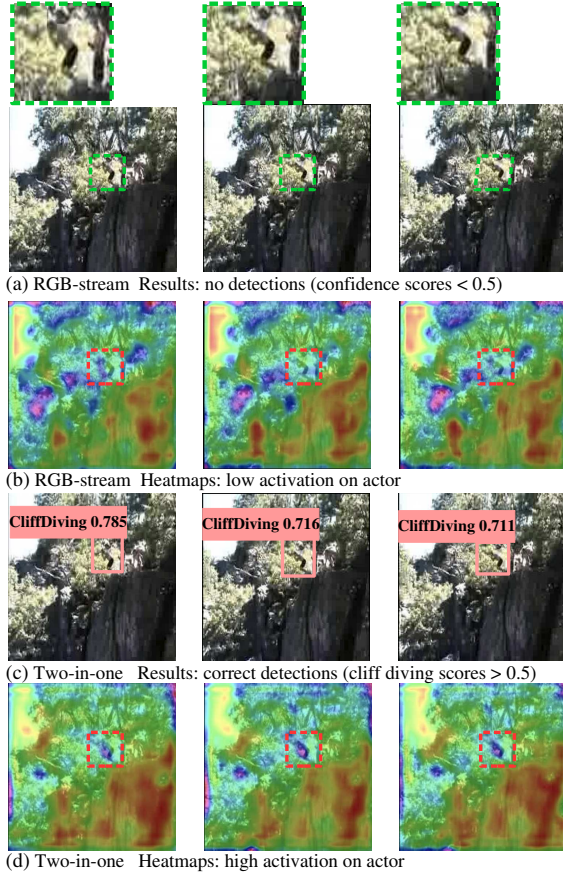 (a) RGB-stream Results: no detections (confidence scores < 0.5)
(b) RGB-stream Heatmaps: low activation on actor
CliffDiving 0.785 CliffDiving 0.716 CliffDiving 0.711
(c) Two-in-one Results: correct detections (cliff diving scores > 0.5)
(d) Two-in-one Heatmaps: high activation on actor